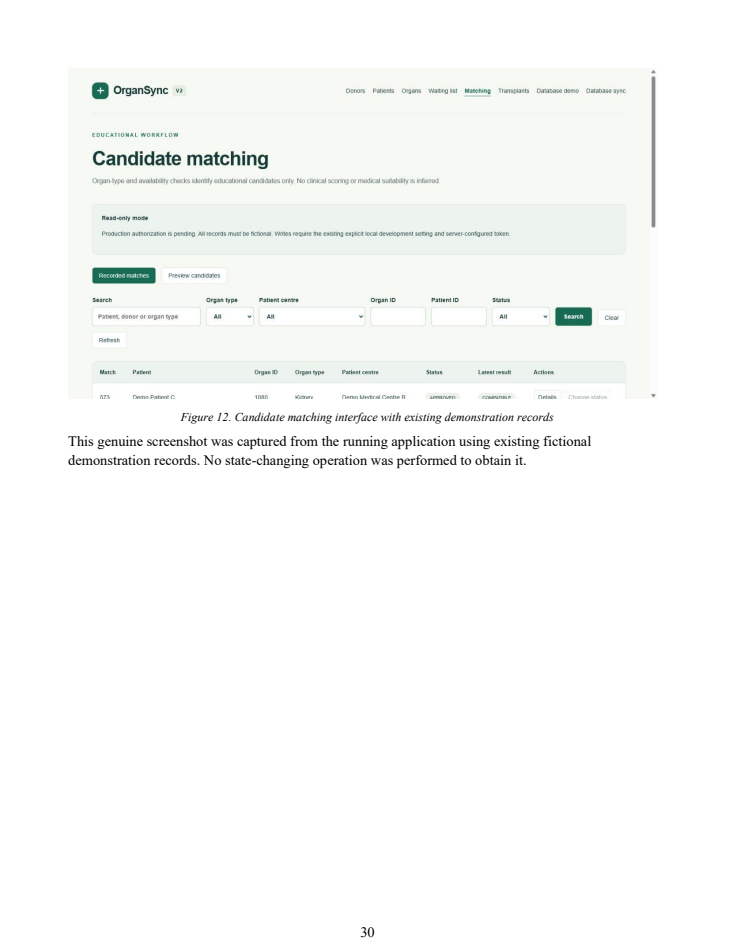 OrganSync V2
Donors Patients Organs Waiting list Matching Transplants Database demo Database sync
EDUCATIONAL WORKFLOW
Candidate matching
Organ-type and availability checks identify educational candidates only. No clinical scoring or medical suitability is inferred.
Read-only mode
Production authorization is pending. All records must be fictional. Writes require the existing explicit local development setting and server-configured token.
Recorded matches Preview candidates
Search Organ type Patient centre Organ ID Patient ID Status
Patient, donor or organ type All All All Search Clear
Refresh
Match Patient Organ ID Organ type Patient centre Status Latest result Actions
573 Demo Patient C 1080 Kidney Demo Medical Centre B APPROVED COMPATIBLE Details Change status
Figure 12. Candidate matching interface with existing demonstration records
This genuine screenshot was captured from the running application using existing fictional
demonstration records. No state-changing operation was performed to obtain it.
30